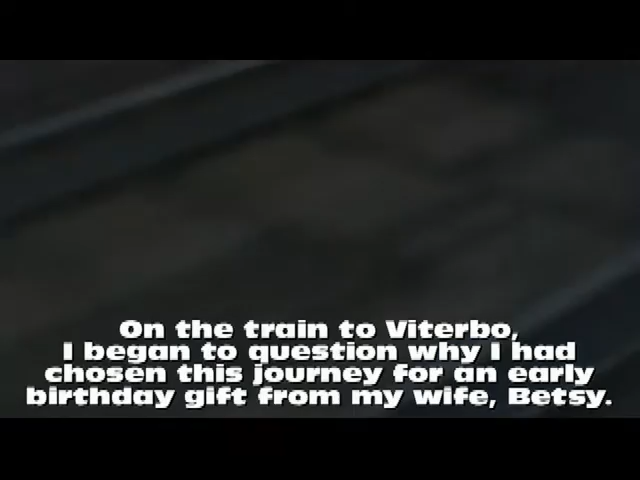 On the train to Viterbo,
I began to question why I had
chosen this journey for an early
birthday gift from my wife, Betsy.